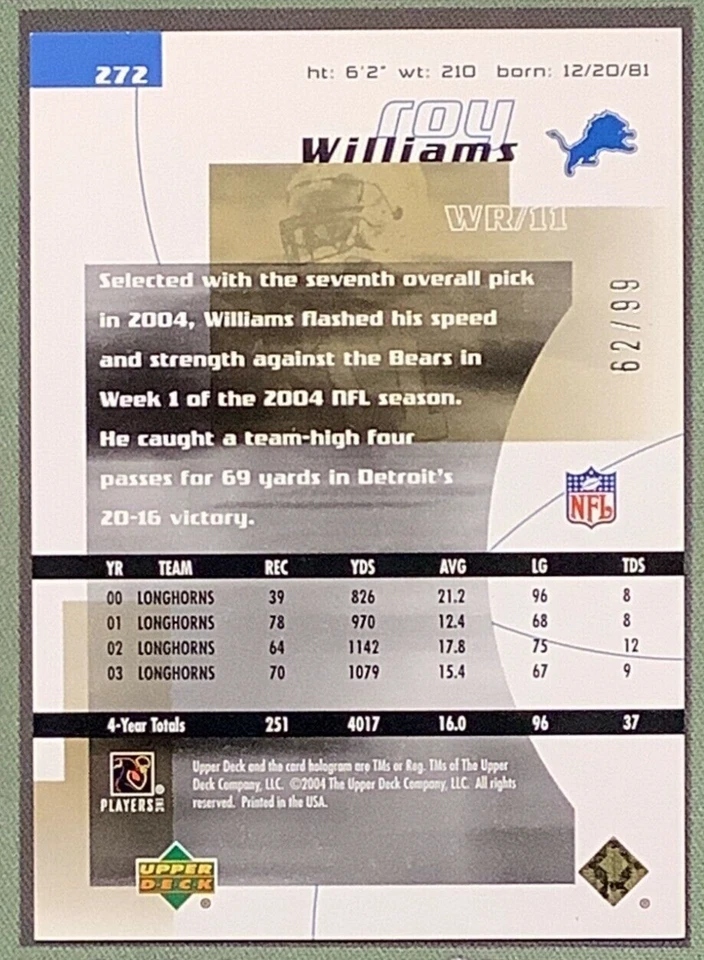 272
ht: 6'2" wt: 210 born: 12/20/81
roy
Williams
WR/11
Selected with the seventh overall pick
in 2004, Williams flashed his speed
and strength against the Bears in
Week 1 of the 2004 NFL season.
He caught a team-high four
passes for 69 yards in Detroit's
20-16 victory.
62/99
NFL
YR TEAM REC YDS AVG LG TDS
00 LONGHORNS 39 826 21.2 96 8
01 LONGHORNS 78 970 12.4 68 8
02 LONGHORNS 64 1142 17.8 75 12
03 LONGHORNS 70 1079 15.4 67 9
4-Year Totals 251 4017 16.0 96 37
PLAYERS INC
Upper Deck and the card hologram are TMs or Reg. TMs of The Upper
Deck Company, LLC. ©2004 The Upper Deck Company, LLC. All rights
reserved. Printed in the USA.
UPPER
DECK ®
®